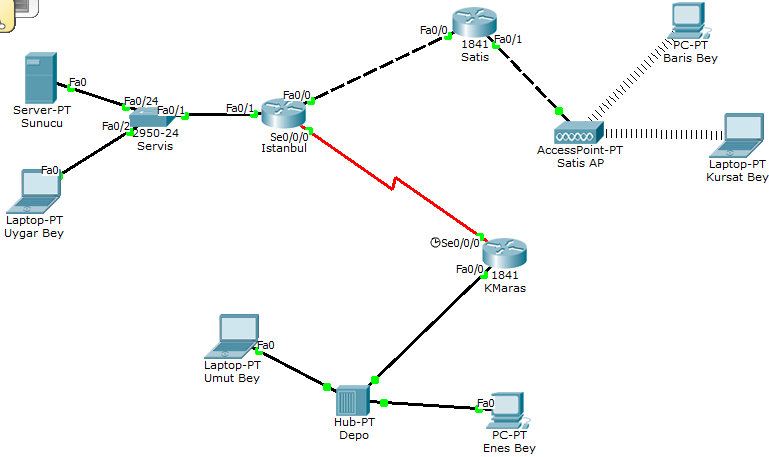 Fa0/0
1841
Satis
Fa0/1
PC-PT
Baris Bey
Fa0
Server-PT
Sunucu
Fa0/24
Fa0/1
Fa0/2
2950-24
Servis
Fa0/1
Fa0/0
Se0/0/0
Istanbul
AccessPoint-PT
Satis AP
Laptop-PT
Kursat Bey
Fa0
Laptop-PT
Uygar Bey
Se0/0/0
Fa0/0
1841
KMaras
Fa0
Laptop-PT
Umut Bey
Hub-PT
Depo
Fa0
PC-PT
Enes Bey